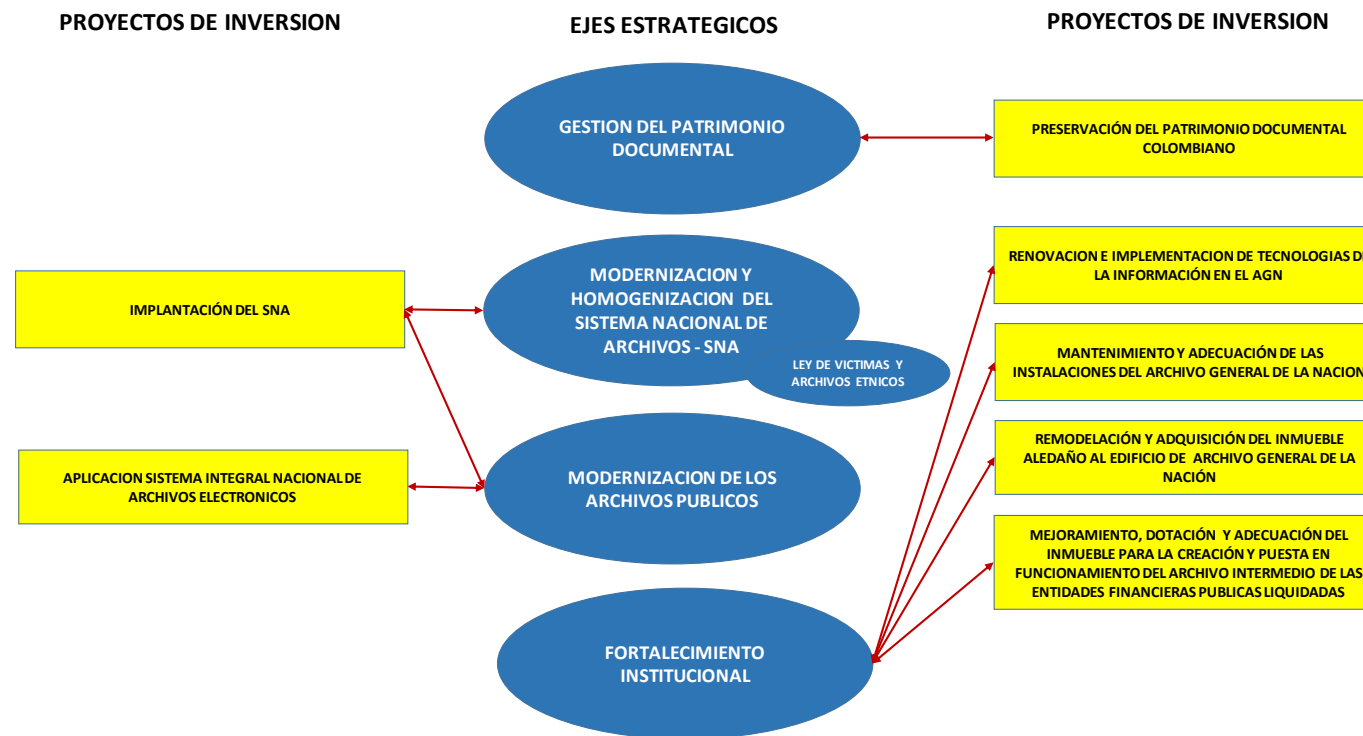 PROYECTOS DE INVERSION
EJES ESTRATEGICOS
PROYECTOS DE INVERSION
GESTION DEL PATRIMONIO
DOCUMENTAL
PRESERVACIÓN DEL PATRIMONIO DOCUMENTAL
COLOMBIANO
IMPLANTACIÓN DEL SNA
MODERNIZACION Y
HOMOGENIZACION DEL
SISTEMA NACIONAL DE
ARCHIVOS - SNA
LEY DE VICTIMAS Y
ARCHIVOS ETNICOS
RENOVACION E IMPLEMENTACION DE TECNOLOGIAS DE
LA INFORMACIÓN EN EL AGN
MANTENIMIENTO Y ADECUACIÓN DE LAS
INSTALACIONES DEL ARCHIVO GENERAL DE LA NACION
APLICACION SISTEMA INTEGRAL NACIONAL DE
ARCHIVOS ELECTRONICOS
MODERNIZACION DE LOS
ARCHIVOS PUBLICOS
REMODELACIÓN Y ADQUISICIÓN DEL INMUEBLE
ALEDAÑO AL EDIFICIO DE ARCHIVO GENERAL DE LA
NACIÓN
MEJORAMIENTO, DOTACIÓN Y ADECUACIÓN DEL
INMUEBLE PARA LA CREACIÓN Y PUESTA EN
FUNCIONAMIENTO DEL ARCHIVO INTERMEDIO DE LAS
ENTIDADES FINANCIERAS PUBLICAS LIQUIDADAS
FORTALECIMIENTO
INSTITUCIONAL